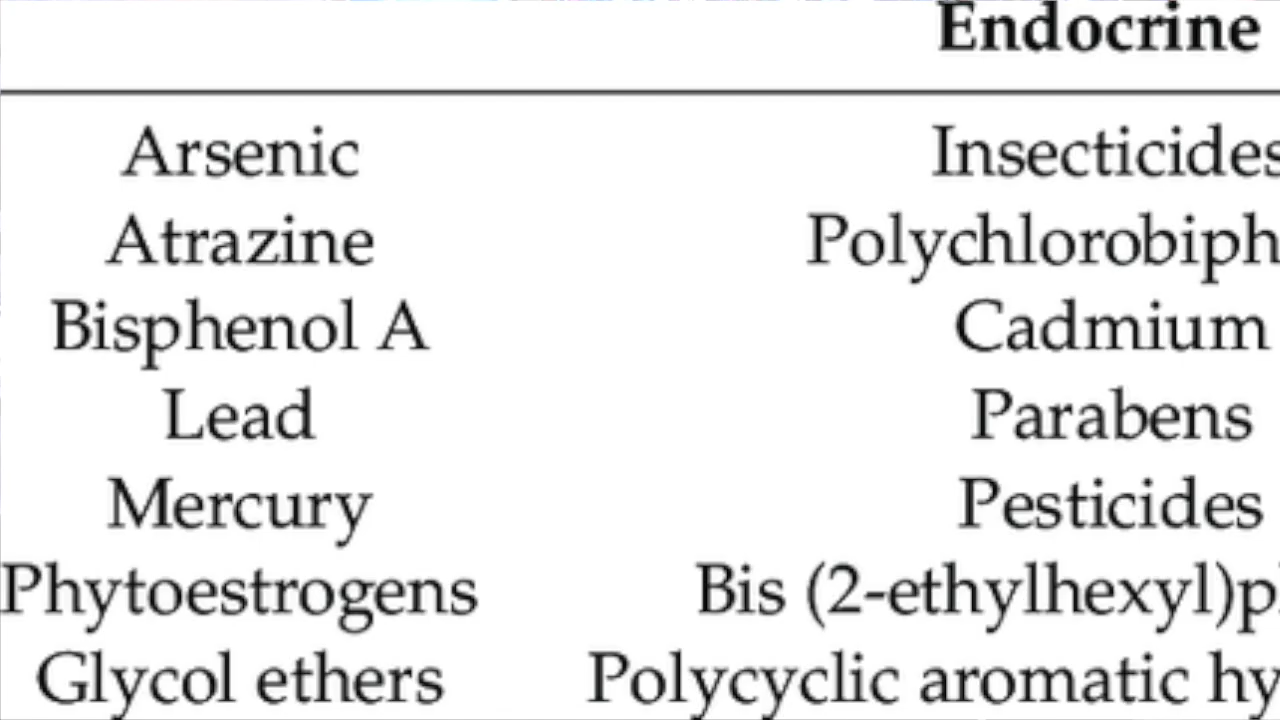 Endocrine
Arsenic Insecticides
Atrazine Polychlorobiph
Bisphenol A Cadmium
Lead Parabens
Mercury Pesticides
Phytoestrogens Bis (2-ethylhexyl)p
Glycol ethers Polycyclic aromatic hy